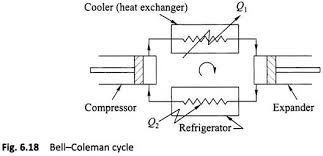 Cooler (heat exchanger) Q1
Compressor Expander
Q2 Refrigerator
Fig. 6.18 Bell–Coleman cycle